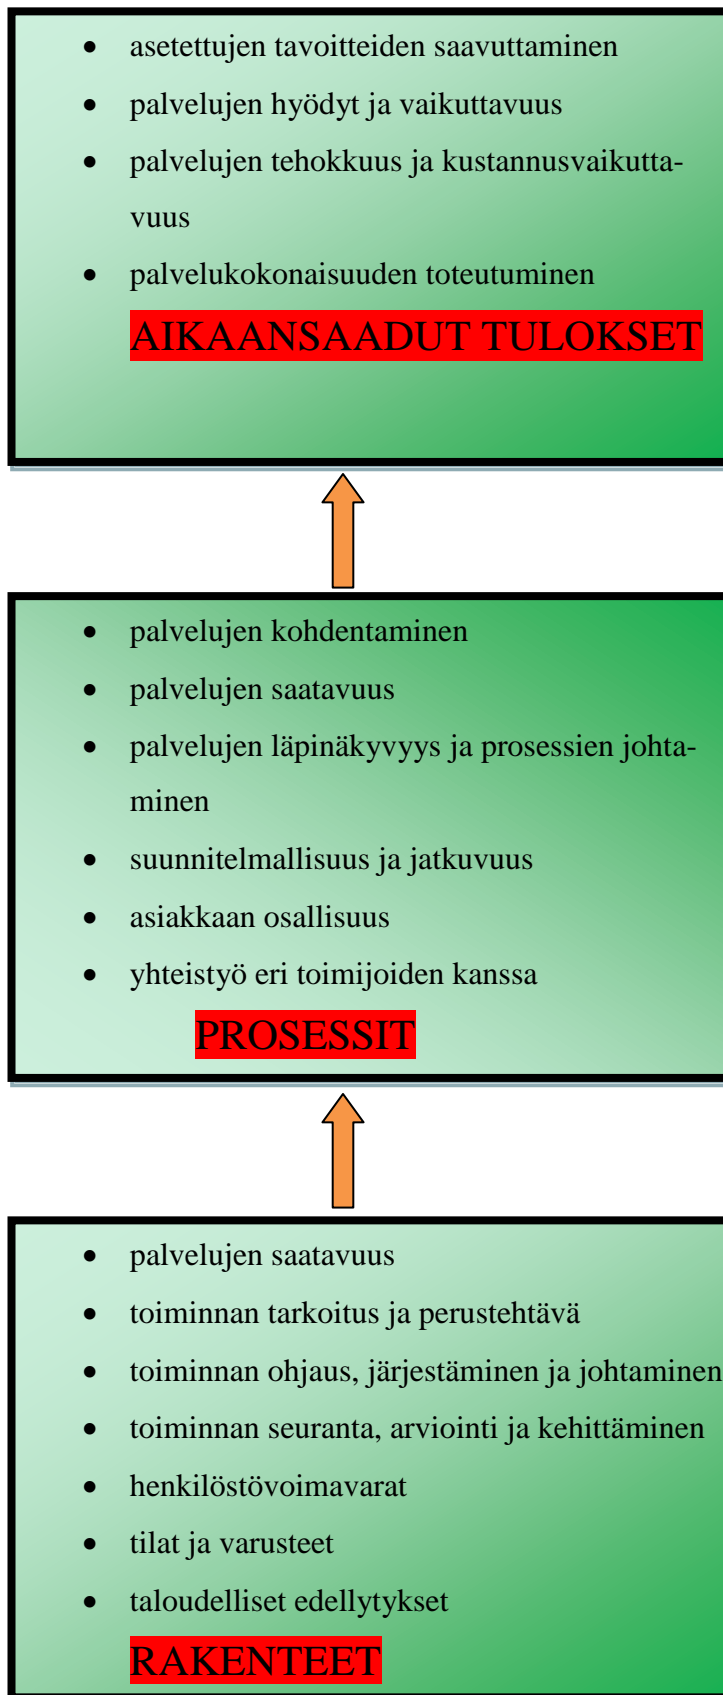 • asetettujen tavoitteiden saavuttaminen
• palvelujen hyödyt ja vaikuttavuus
• palvelujen tehokkuus ja kustannusvaikutta-
vuus
• palvelukokonaisuuden toteutuminen
AIKAANSAADUT TULOKSET
• palvelujen kohdentaminen
• palvelujen saatavuus
• palvelujen läpinäkyvyys ja prosessien johta-
minen
• suunnitelmallisuus ja jatkuvuus
• asiakkaan osallisuus
• yhteistyö eri toimijoiden kanssa
PROSESSIT
• palvelujen saatavuus
• toiminnan tarkoitus ja perustehtävä
• toiminnan ohjaus, järjestäminen ja johtaminen
• toiminnan seuranta, arviointi ja kehittäminen
• henkilöstövoimavarat
• tilat ja varusteet
• taloudelliset edellytykset
RAKENTEET